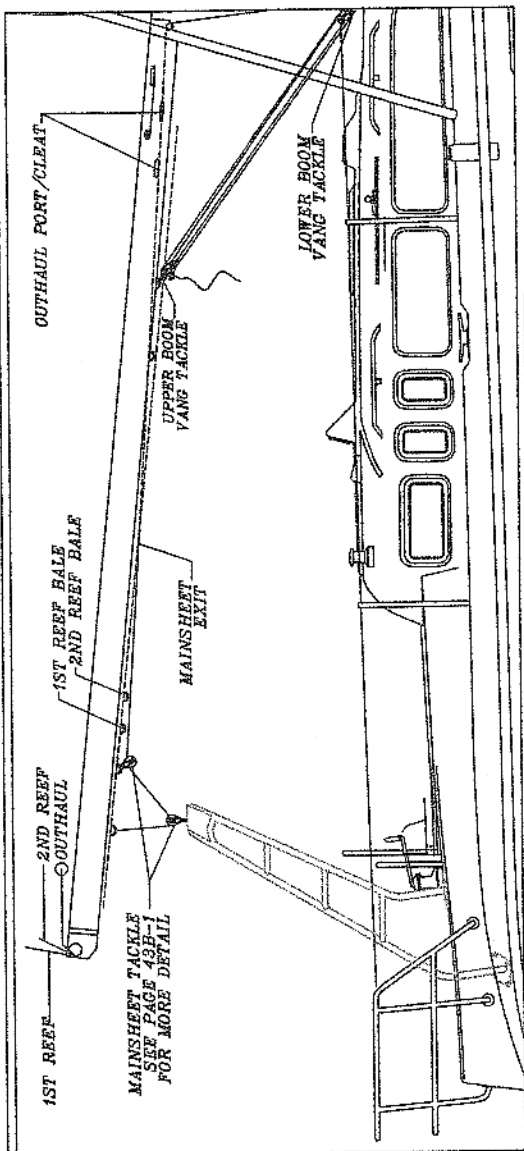 1ST REEF
2ND REEF
OUTHAUL
MAINSHEET TACKLE
SEE PAGE 43B-1
FOR MORE DETAIL
1ST REEF BALE
2ND REEF BALE
MAINSHEET
EXIT
UPPER BOOM
VANG TACKLE
OUTHAUL PORT/CLEAT
LOWER BOOM
VANG TACKLE